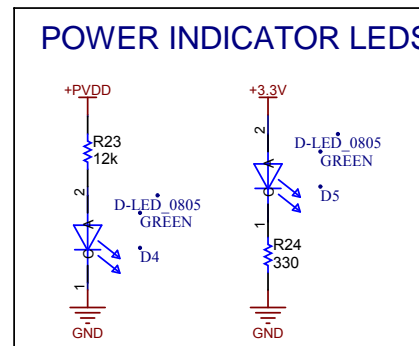 POWER INDICATOR LEDS
+PVDD
R23
12k
2
A
D-LED_0805
GREEN
C
D4
1
GND
+3.3V
2
D-LED_0805
GREEN
A
C
D5
1
R24
330
GND